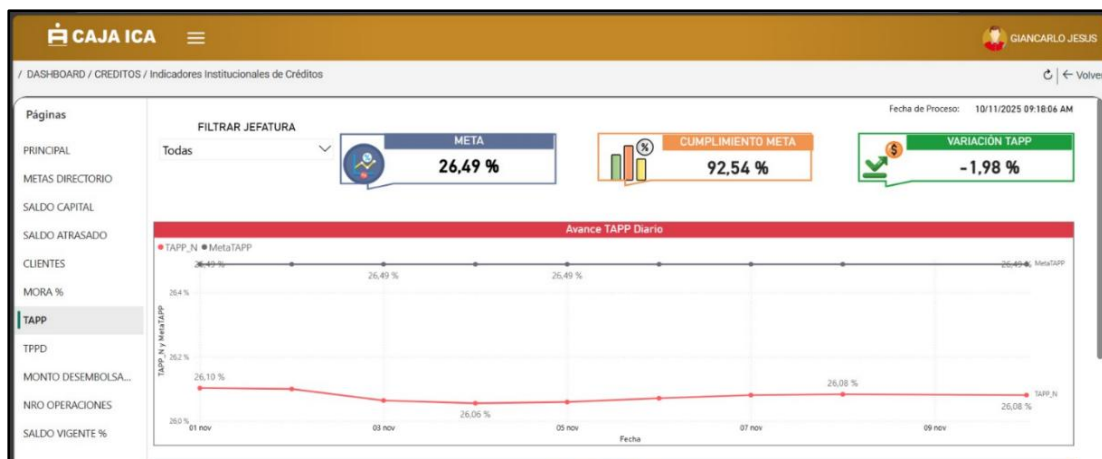 CAJA ICA
GIANCARLO JESUS
/ DASHBOARD / CREDITOS / Indicadores Institucionales de Créditos
← Volver
Páginas
PRINCIPAL
METAS DIRECTORIO
SALDO CAPITAL
SALDO ATRASADO
CLIENTES
MORA %
TAPP
TPPD
MONTO DESEMBOLSA...
NRO OPERACIONES
SALDO VIGENTE %
Fecha de Proceso: 10/11/2025 09:18:06 AM
FILTRAR JEFATURA
Todas
META
26,49 %
CUMPLIMIENTO META
92,54 %
VARIACIÓN TAPP
-1,98 %
Avance TAPP Diario
TAPP_N MetaTAPP
26,49 % 26,49 % 26,49 % 26,49 % MetaTAPP
26,4 %
26,2 %
26,0 %
TAPP_N y MetaTAPP
26,10 % 26,06 % 26,08 % 26,08 % TAPP_N
01 nov 03 nov 05 nov 07 nov 09 nov
Fecha